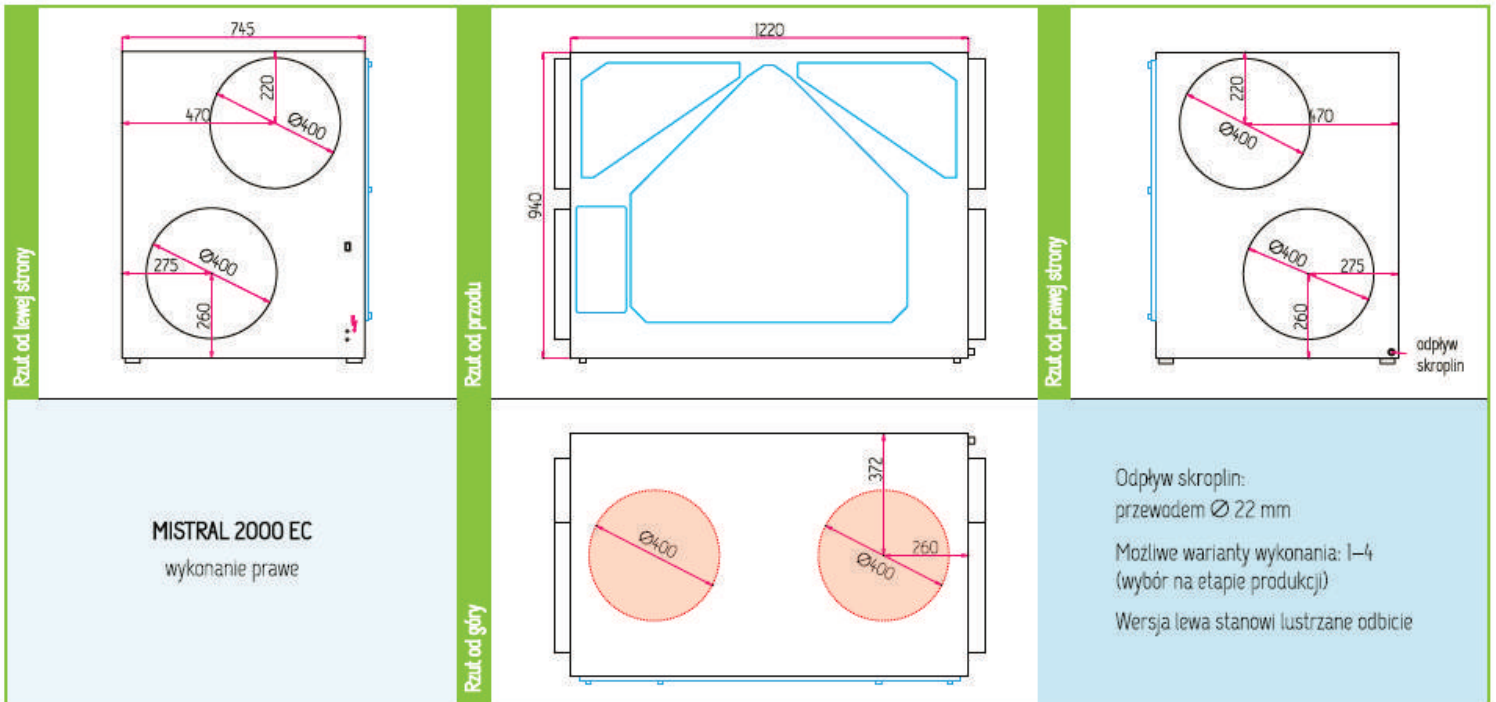 Rzut od lewej strony
745
220
470
Ø400
Ø400
275
260
Rzut od przodu
1220
940
Rzut od prawej strony
220
470
Ø400
Ø400
275
260
odpływ
skroplin
MISTRAL 2000 EC
wykonanie prawe
Rzut od góry
372
Ø400
260
Ø400
Odpływ skroplin:
przewodem Ø 22 mm
Możliwe warianty wykonania: 1–4
(wybór na etapie produkcji)
Wersja lewa stanowi lustrzane odbicie